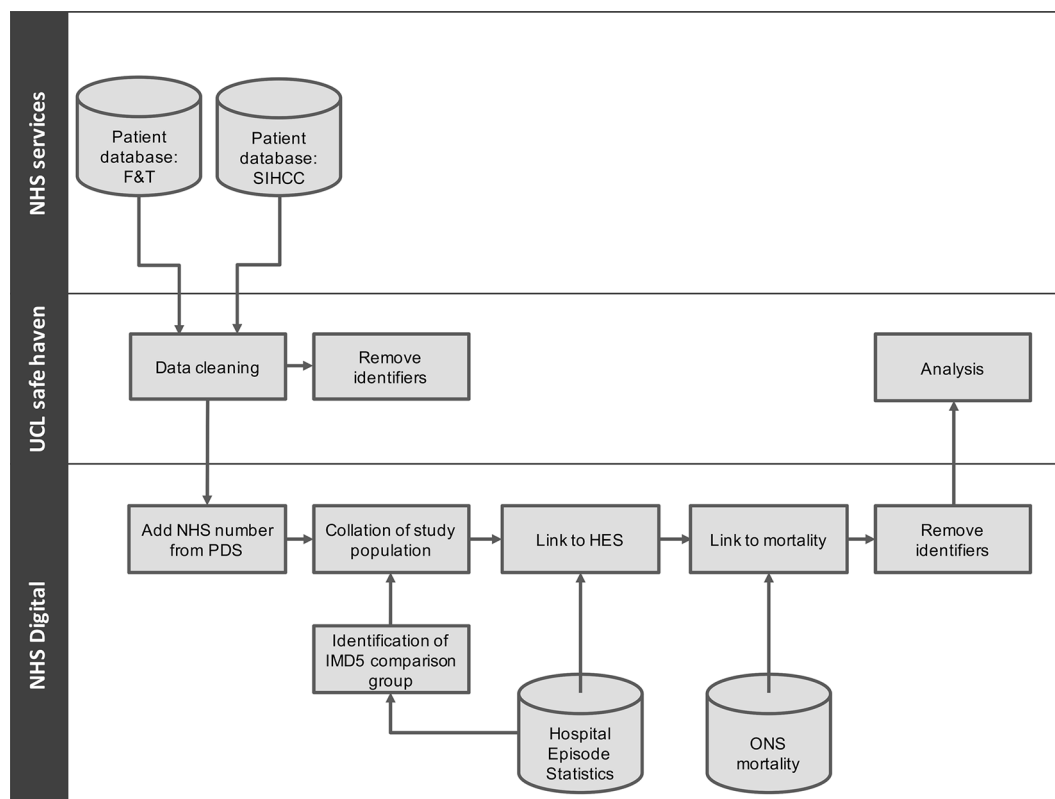 NHS services
Patient
database:
F&T
Patient
database:
SIHCC
UCL safe haven
Data cleaning
Remove
identifiers
Analysis
NHS Digital
Add NHS number
from PDS
Collation of study
population
Link to HES
Link to mortality
Remove
identifiers
Identification of
IMD5 comparison
group
Hospital
Episode
Statistics
ONS
mortality